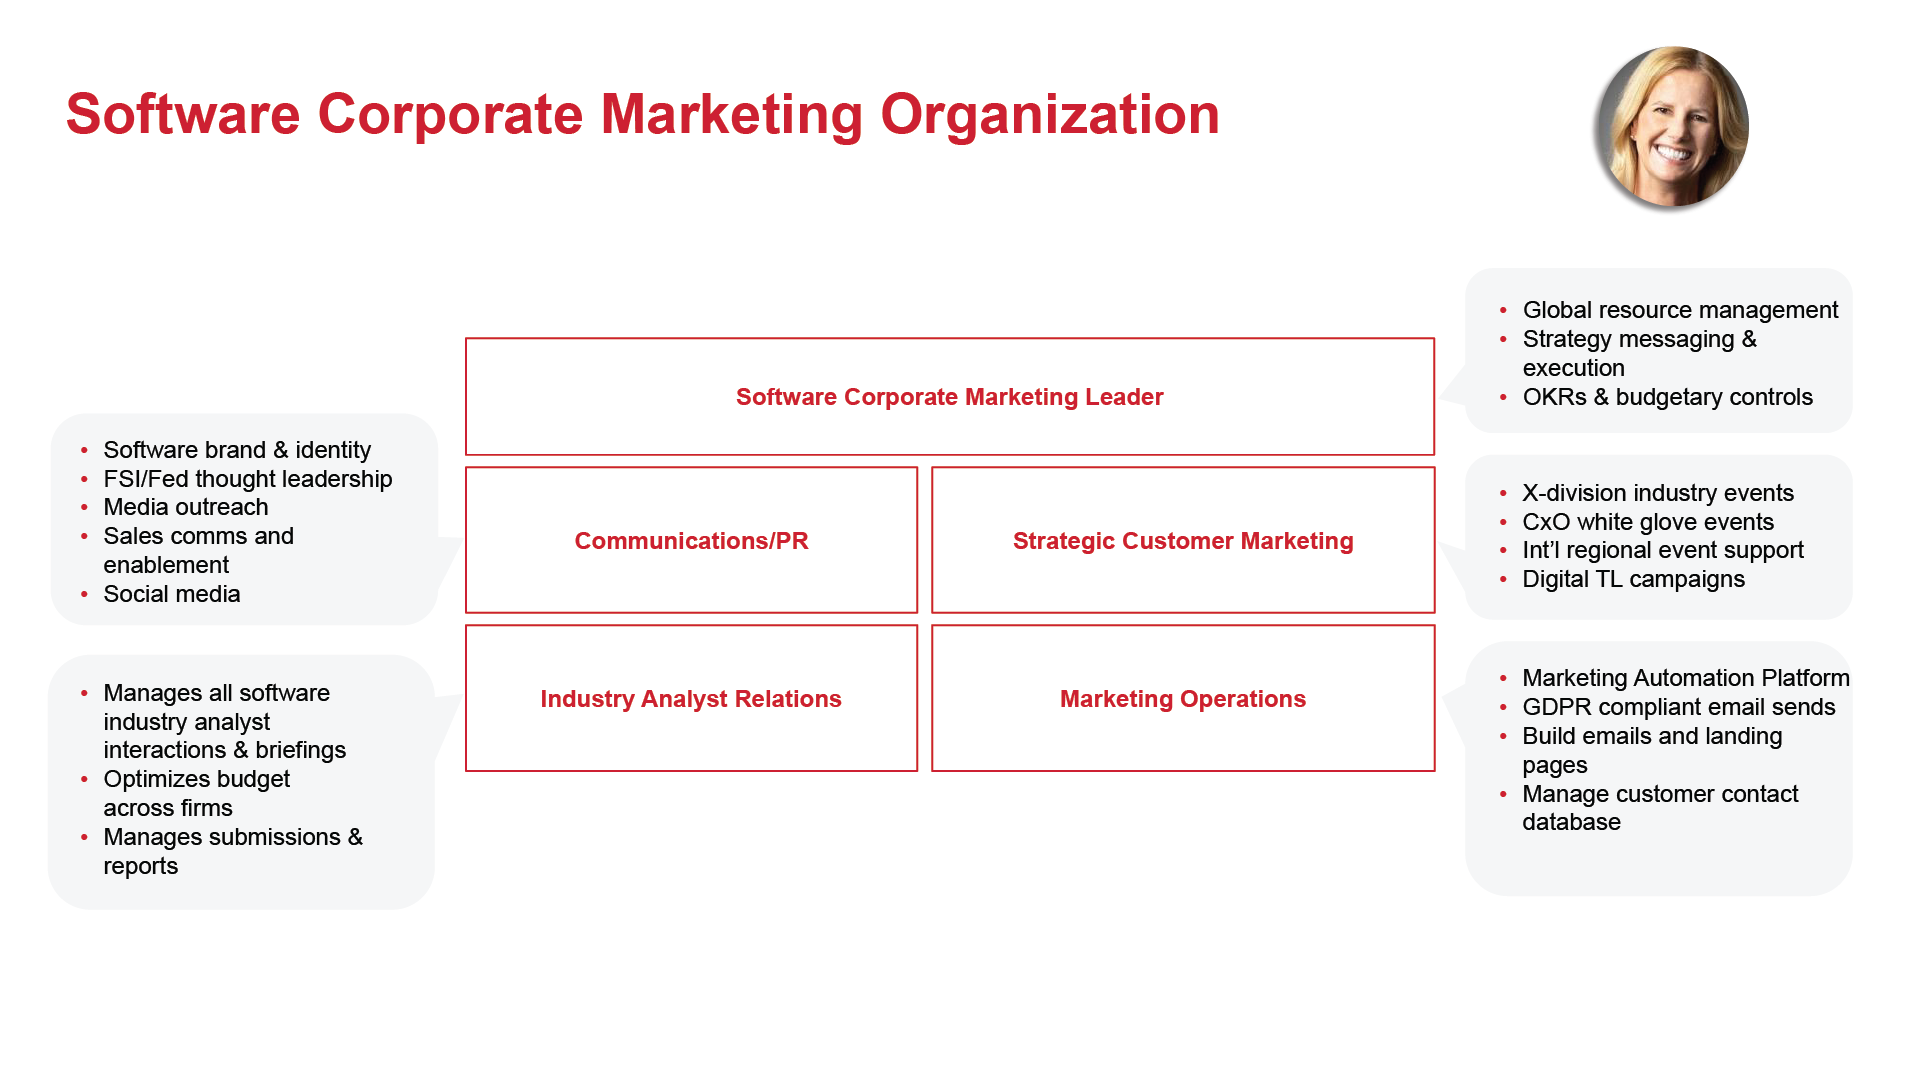 Software Corporate Marketing Organization
• Global resource management
• Strategy messaging &
execution
• OKRs & budgetary controls
Software Corporate Marketing Leader
• Software brand & identity
• FSI/Fed thought leadership
• Media outreach
• Sales comms and
enablement
• Social media
Communications/PR
Strategic Customer Marketing
• X-division industry events
• CxO white glove events
• Int’l regional event support
• Digital TL campaigns
• Manages all software
industry analyst
interactions & briefings
• Optimizes budget
across firms
• Manages submissions &
reports
Industry Analyst Relations
Marketing Operations
• Marketing Automation Platform
• GDPR compliant email sends
• Build emails and landing
pages
• Manage customer contact
database